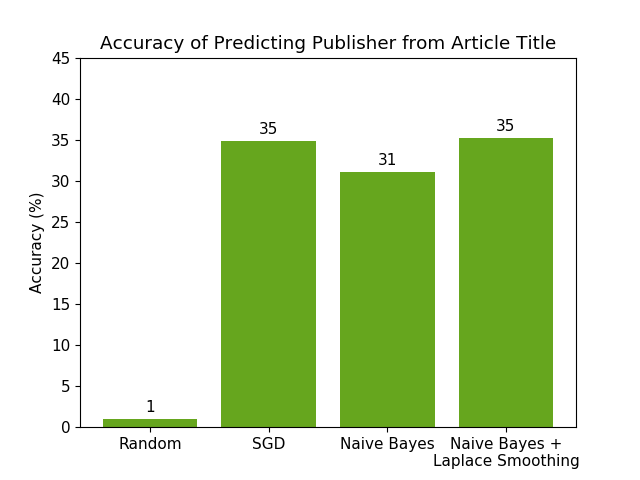 Accuracy of Predicting Publisher from Article Title
45
40
35
30
25
20
15
10
5
0
Accuracy (%)
1
35
31
35
Random
SGD
Naive Bayes
Naive Bayes +
Laplace Smoothing